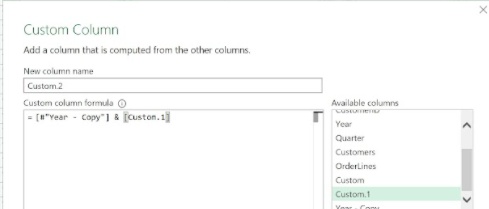 Custom Column
Add a column that is computed from the other columns.
New column name
Custom.2
Custom column formula
= [#"Year - Copy"] & [Custom.1]
Available columns
CustomerID
Year
Quarter
Customers
OrderLines
Custom
Custom.1
Year - Copy